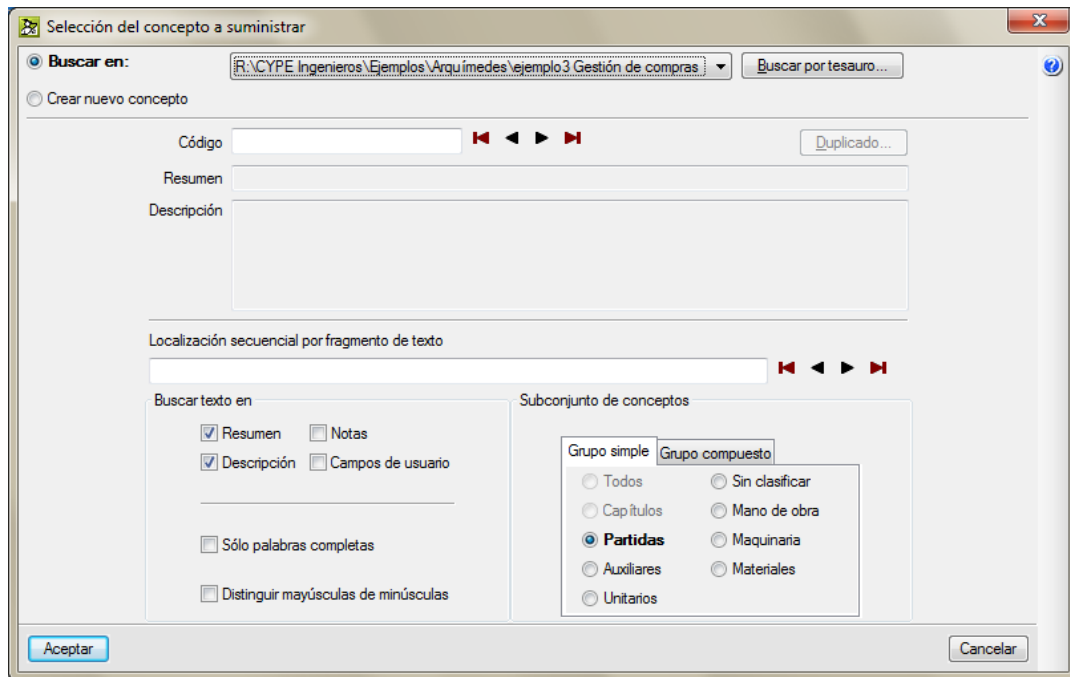 Selección del concepto a suministrar
Buscar en: R:\CYPE Ingenieros\Ejemplos\Arquímedes\ejemplo3 Gestión de compras Buscar por tesauro...
Crear nuevo concepto
Código Duplicado...
Resumen
Descripción
Localización secuencial por fragmento de texto
Buscar texto en Subconjunto de conceptos
Resumen Notas Grupo simple Grupo compuesto
Descripción Campos de usuario Todos Sin clasificar
Capítulos Mano de obra
Sólo palabras completas Partidas Maquinaria
Auxiliares Materiales
Distinguir mayúsculas de minúsculas Unitarios
Aceptar Cancelar